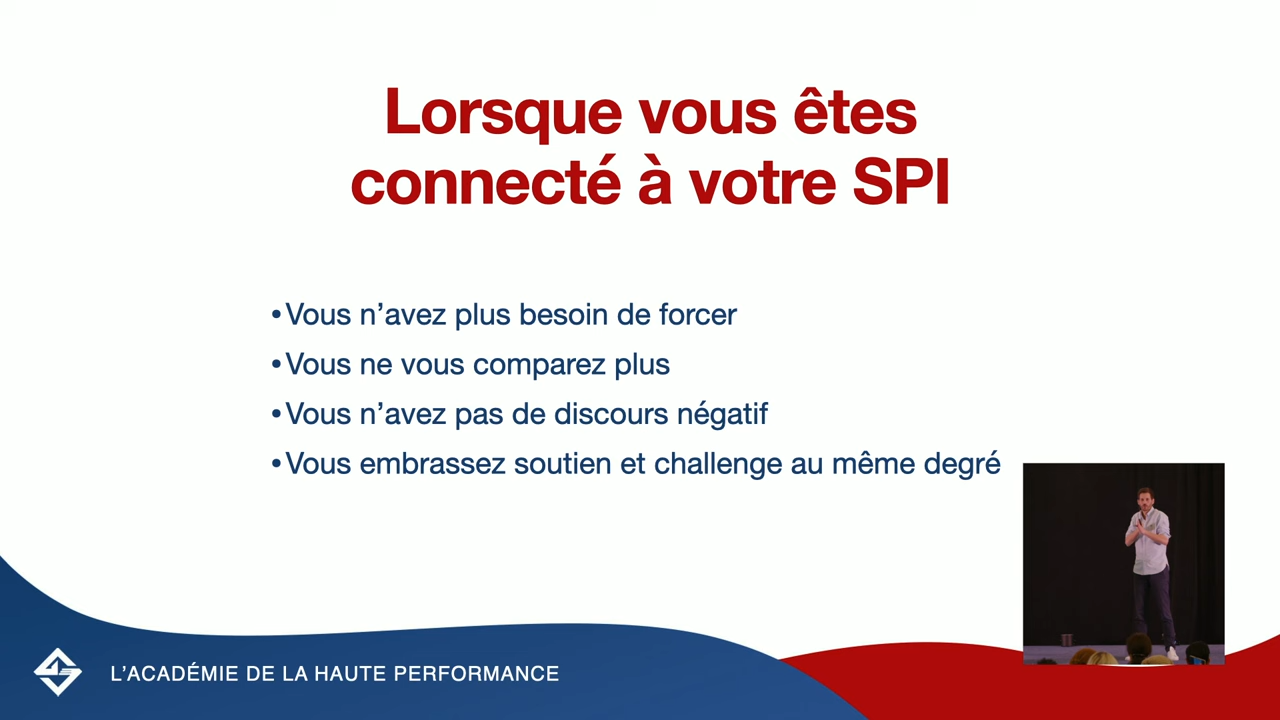 Lorsque vous êtes
connecté à votre SPI
•Vous n’avez plus besoin de forcer
•Vous ne vous comparez plus
•Vous n’avez pas de discours négatif
•Vous embrassez soutien et challenge au même degré
L’ACADÉMIE DE LA HAUTE PERFORMANCE